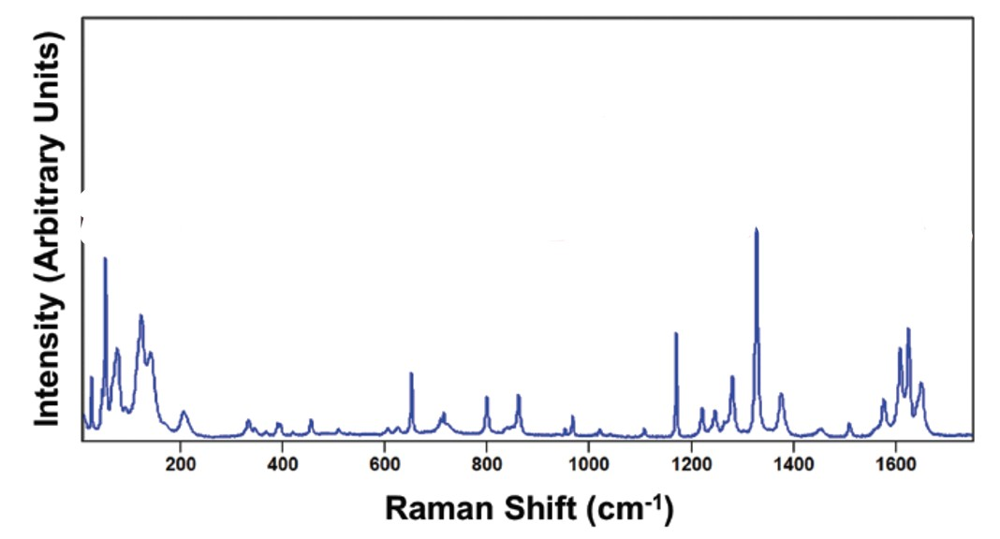 Intensity (Arbitrary Units)
200 400 600 800 1000 1200 1400 1600
Raman Shift (cm⁻¹)